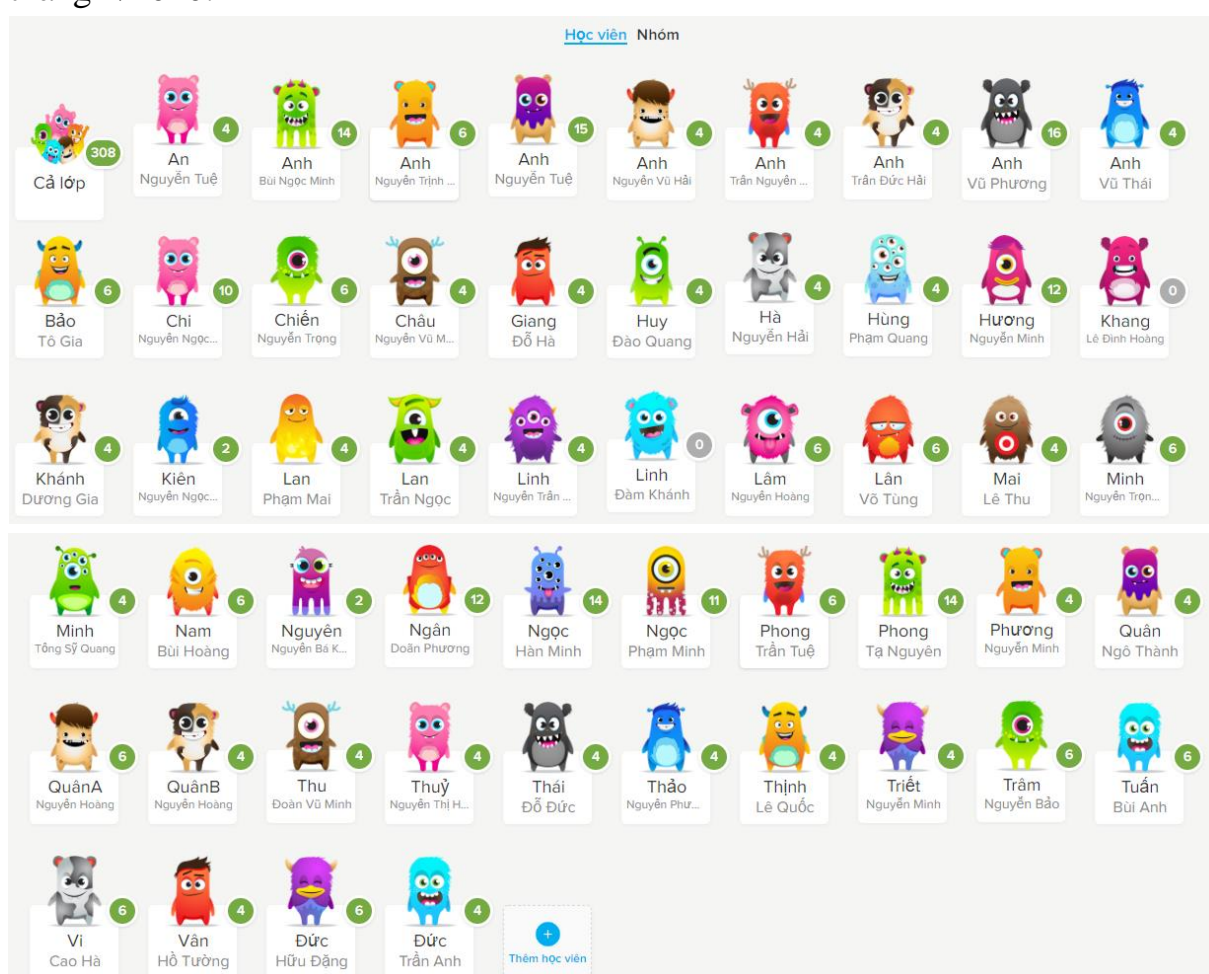 Học viên Nhóm
308
Cả lớp
4
An
Nguyễn Tuệ
14
Anh
Bùi Ngọc Minh
6
Anh
Nguyễn Trịnh ...
15
Anh
Nguyễn Tuệ
4
Anh
Nguyễn Vũ Hải
4
Anh
Trần Nguyên ...
4
Anh
Trần Đức Hải
16
Anh
Vũ Phương
4
Anh
Vũ Thái
6
Bảo
Tô Gia
10
Chi
Nguyễn Ngọc...
6
Chiến
Nguyễn Trọng
4
Châu
Nguyễn Vũ M...
4
Giang
Đỗ Hà
4
Huy
Đào Quang
4
Hà
Nguyễn Hải
4
Hùng
Phạm Quang
12
Hương
Nguyễn Minh
0
Khang
Lê Đình Hoàng
4
Khánh
Dương Gia
2
Kiên
Nguyễn Ngọc...
4
Lan
Phạm Mai
4
Lan
Trần Ngọc
4
Linh
Nguyễn Trần ...
0
Linh
Đàm Khánh
6
Lâm
Nguyễn Hoàng
6
Lân
Võ Tùng
4
Mai
Lê Thu
6
Minh
Nguyễn Trọn...
4
Minh
Tống Sỹ Quang
6
Nam
Bùi Hoàng
2
Nguyên
Nguyễn Bá K...
12
Ngân
Doãn Phương
14
Ngọc
Hàn Minh
11
Ngọc
Phạm Minh
6
Phong
Trần Tuệ
14
Phong
Tạ Nguyên
4
Phương
Nguyễn Minh
4
Quân
Ngô Thành
6
QuânA
Nguyễn Hoàng
4
QuânB
Nguyễn Hoàng
4
Thu
Đoàn Vũ Minh
4
Thuỷ
Nguyễn Thị H...
4
Thái
Đỗ Đức
4
Thảo
Nguyễn Phư...
4
Thịnh
Lê Quốc
4
Triết
Nguyễn Minh
6
Trâm
Nguyễn Bảo
6
Tuấn
Bùi Anh
6
Vi
Cao Hà
4
Vân
Hồ Tường
6
Đức
Hữu Đặng
4
Đức
Trần Anh
+
Thêm học viên